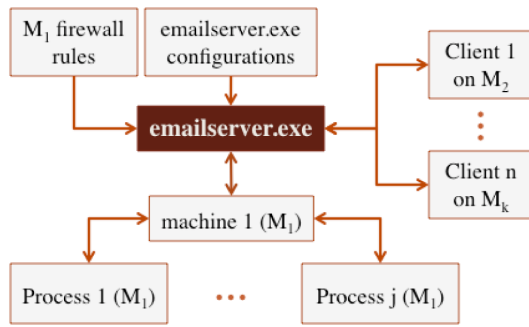 M₁ firewall
rules
emailserver.exe
configurations
Client 1
on M₂
emailserver.exe
Client n
on Mₖ
machine 1 (M₁)
Process 1 (M₁)
Process j (M₁)